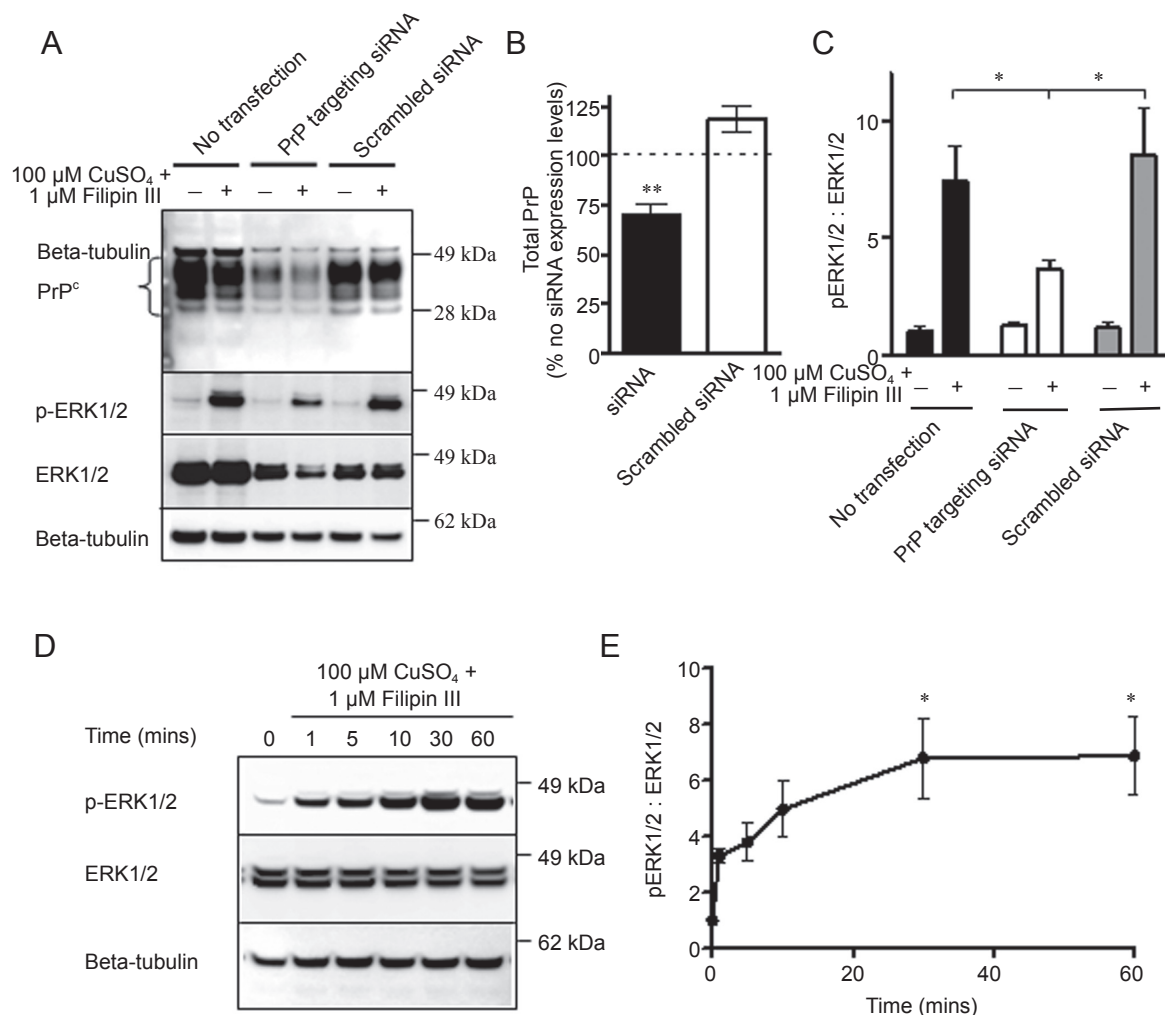 A
No transfection
PrP targeting siRNA
Scrambled siRNA
100 µM CuSO₄ +
1 µM Filipin III
– + – + – +
Beta-tubulin
PrPᶜ
49 kDa
28 kDa
p-ERK1/2
49 kDa
ERK1/2
49 kDa
Beta-tubulin
62 kDa
B
Total PrP
(% no siRNA expression levels)
125
100
75
50
25
0
**
siRNA
Scrambled siRNA
C
pERK1/2 : ERK1/2
10
5
0
* *
100 µM CuSO₄ +
1 µM Filipin III
– + – + – +
No transfection
PrP targeting siRNA
Scrambled siRNA
D
100 µM CuSO₄ +
1 µM Filipin III
Time (mins) 0 1 5 10 30 60
p-ERK1/2
49 kDa
ERK1/2
49 kDa
Beta-tubulin
62 kDa
E
pERK1/2 : ERK1/2
10
8
6
4
2
0
* *
0 20 40 60
Time (mins)